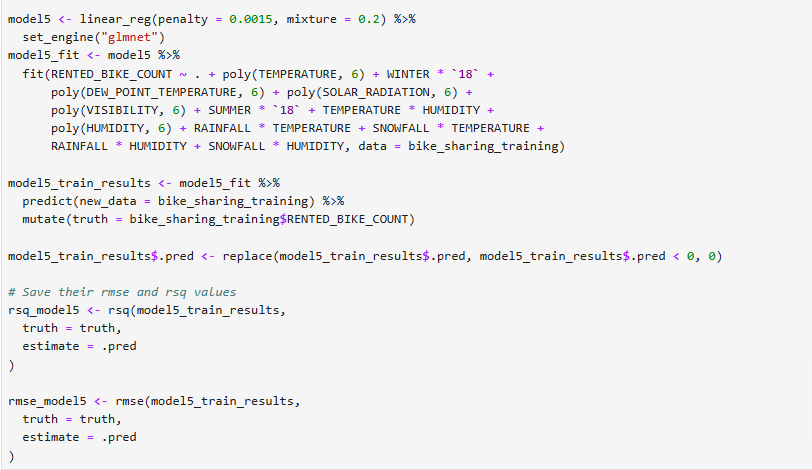 model5 <- linear_reg(penalty = 0.0015, mixture = 0.2) %>%
  set_engine("glmnet")
model5_fit <- model5 %>%
  fit(RENTED_BIKE_COUNT ~ . + poly(TEMPERATURE, 6) + WINTER * `18` +
      poly(DEW_POINT_TEMPERATURE, 6) + poly(SOLAR_RADIATION, 6) +
      poly(VISIBILITY, 6) + SUMMER * `18` + TEMPERATURE * HUMIDITY +
      poly(HUMIDITY, 6) + RAINFALL * TEMPERATURE + SNOWFALL * TEMPERATURE +
      RAINFALL * HUMIDITY + SNOWFALL * HUMIDITY, data = bike_sharing_training)

model5_train_results <- model5_fit %>%
  predict(new_data = bike_sharing_training) %>%
  mutate(truth = bike_sharing_training$RENTED_BIKE_COUNT)

model5_train_results$.pred <- replace(model5_train_results$.pred, model5_train_results$.pred < 0, 0)

# Save their rmse and rsq values
rsq_model5 <- rsq(model5_train_results,
  truth = truth,
  estimate = .pred
)

rmse_model5 <- rmse(model5_train_results,
  truth = truth,
  estimate = .pred
)